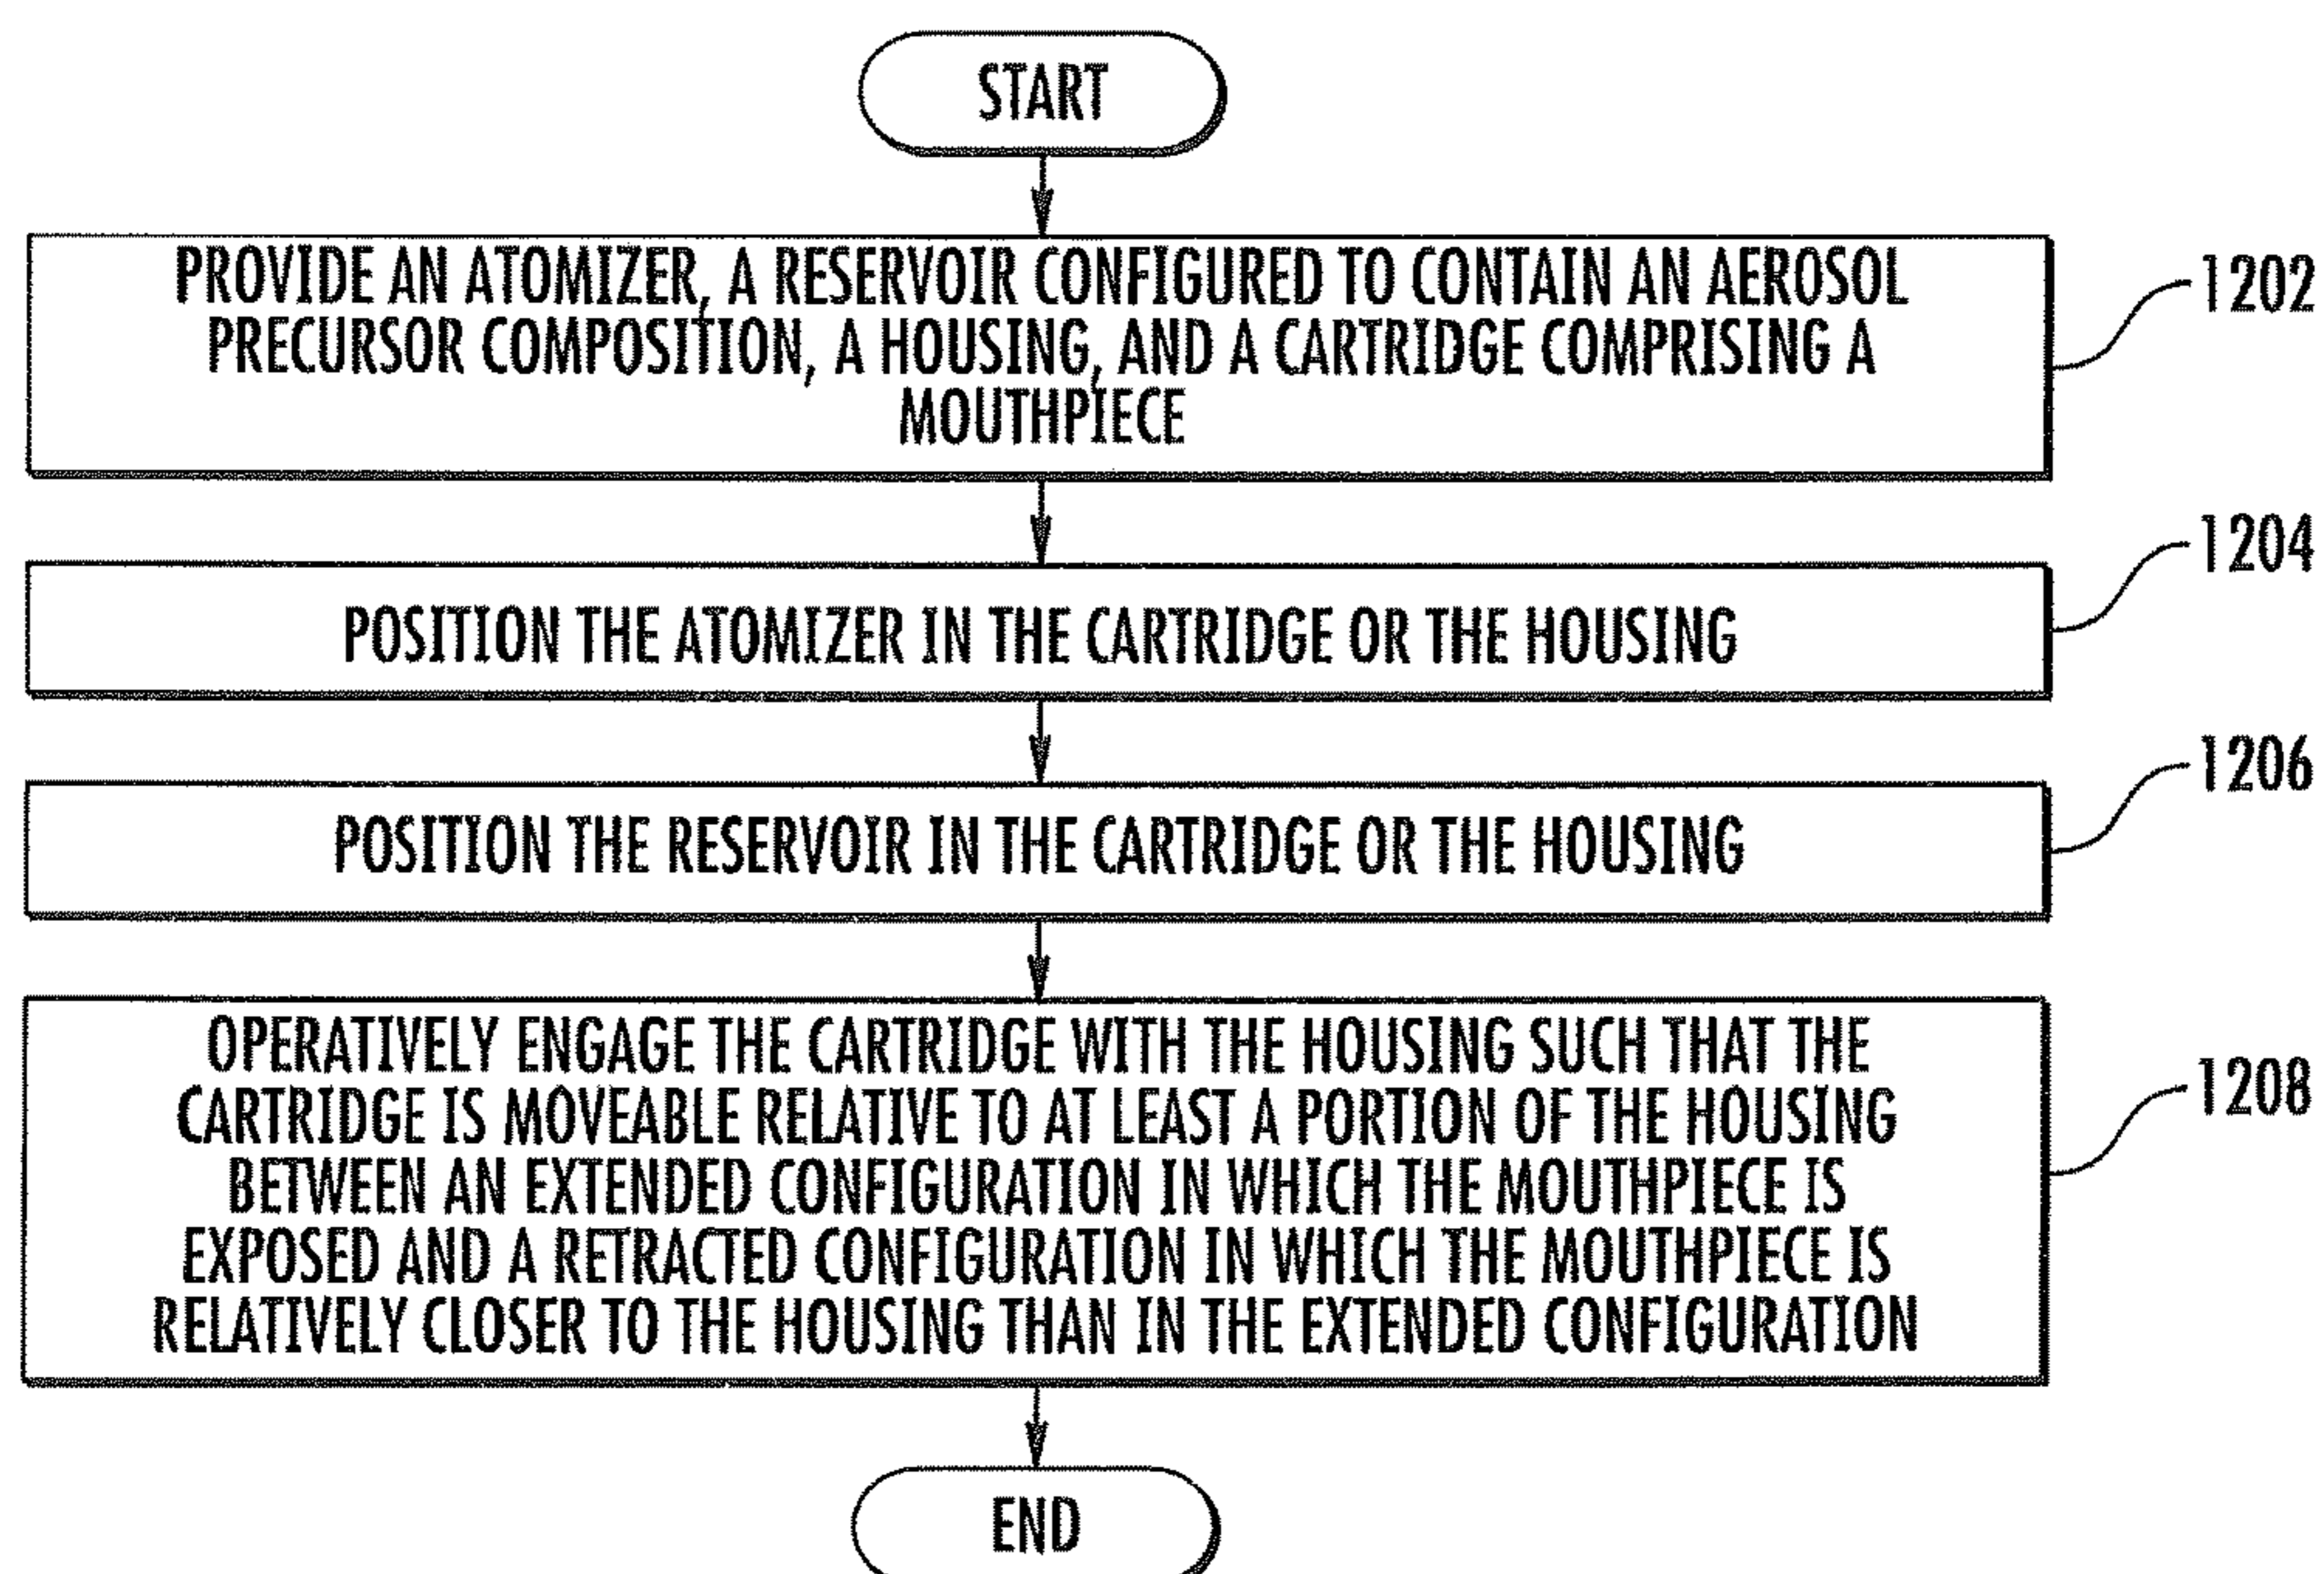 START
PROVIDE AN ATOMIZER, A RESERVOIR CONFIGURED TO CONTAIN AN AEROSOL
PRECURSOR COMPOSITION, A HOUSING, AND A CARTRIDGE COMPRISING A
MOUTHPIECE
1202
POSITION THE ATOMIZER IN THE CARTRIDGE OR THE HOUSING
1204
POSITION THE RESERVOIR IN THE CARTRIDGE OR THE HOUSING
1206
OPERATIVELY ENGAGE THE CARTRIDGE WITH THE HOUSING SUCH THAT THE
CARTRIDGE IS MOVEABLE RELATIVE TO AT LEAST A PORTION OF THE HOUSING
BETWEEN AN EXTENDED CONFIGURATION IN WHICH THE MOUTHPIECE IS
EXPOSED AND A RETRACTED CONFIGURATION IN WHICH THE MOUTHPIECE IS
RELATIVELY CLOSER TO THE HOUSING THAN IN THE EXTENDED CONFIGURATION
1208
END